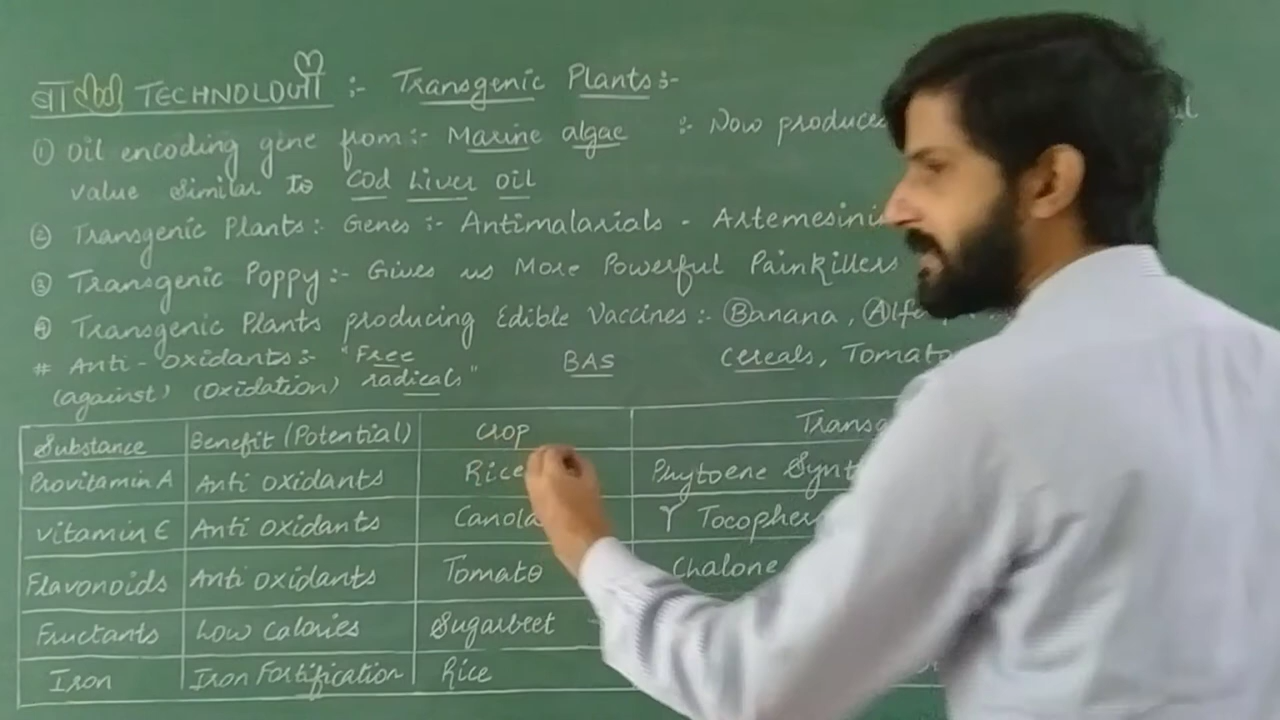 वा TECHNOLOGY :- Transgenic Plants :-
① Oil encoding gene from:- Marine algae :- Now produces
value similar to Cod Liver oil
② Transgenic Plants :- Genes :- Antimalarials - Artemesini
③ Transgenic Poppy :- Gives us More Powerful Painkillers
④ Transgenic Plants producing Edible Vaccines :- Banana, Alfa
# Anti-oxidants :- "Free BAS Cereals, Tomato
(against) (Oxidation) radicals"
Substance Benefit (Potential) Crop Transg
Provitamin A Anti oxidants Rice Phytoene Synt
Vitamin E Anti oxidants Canola γ Tocopher
Flavonoids Anti oxidants Tomato Chalone
Fructants Low Calories Sugarbeet
Iron Iron Fortification Rice